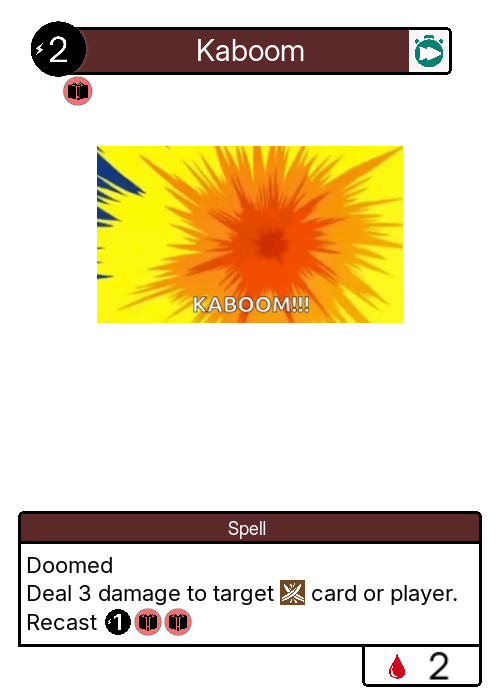 2
Kaboom
KABOOM!!!
Spell
Doomed
Deal 3 damage to target card or player.
Recast 1
2